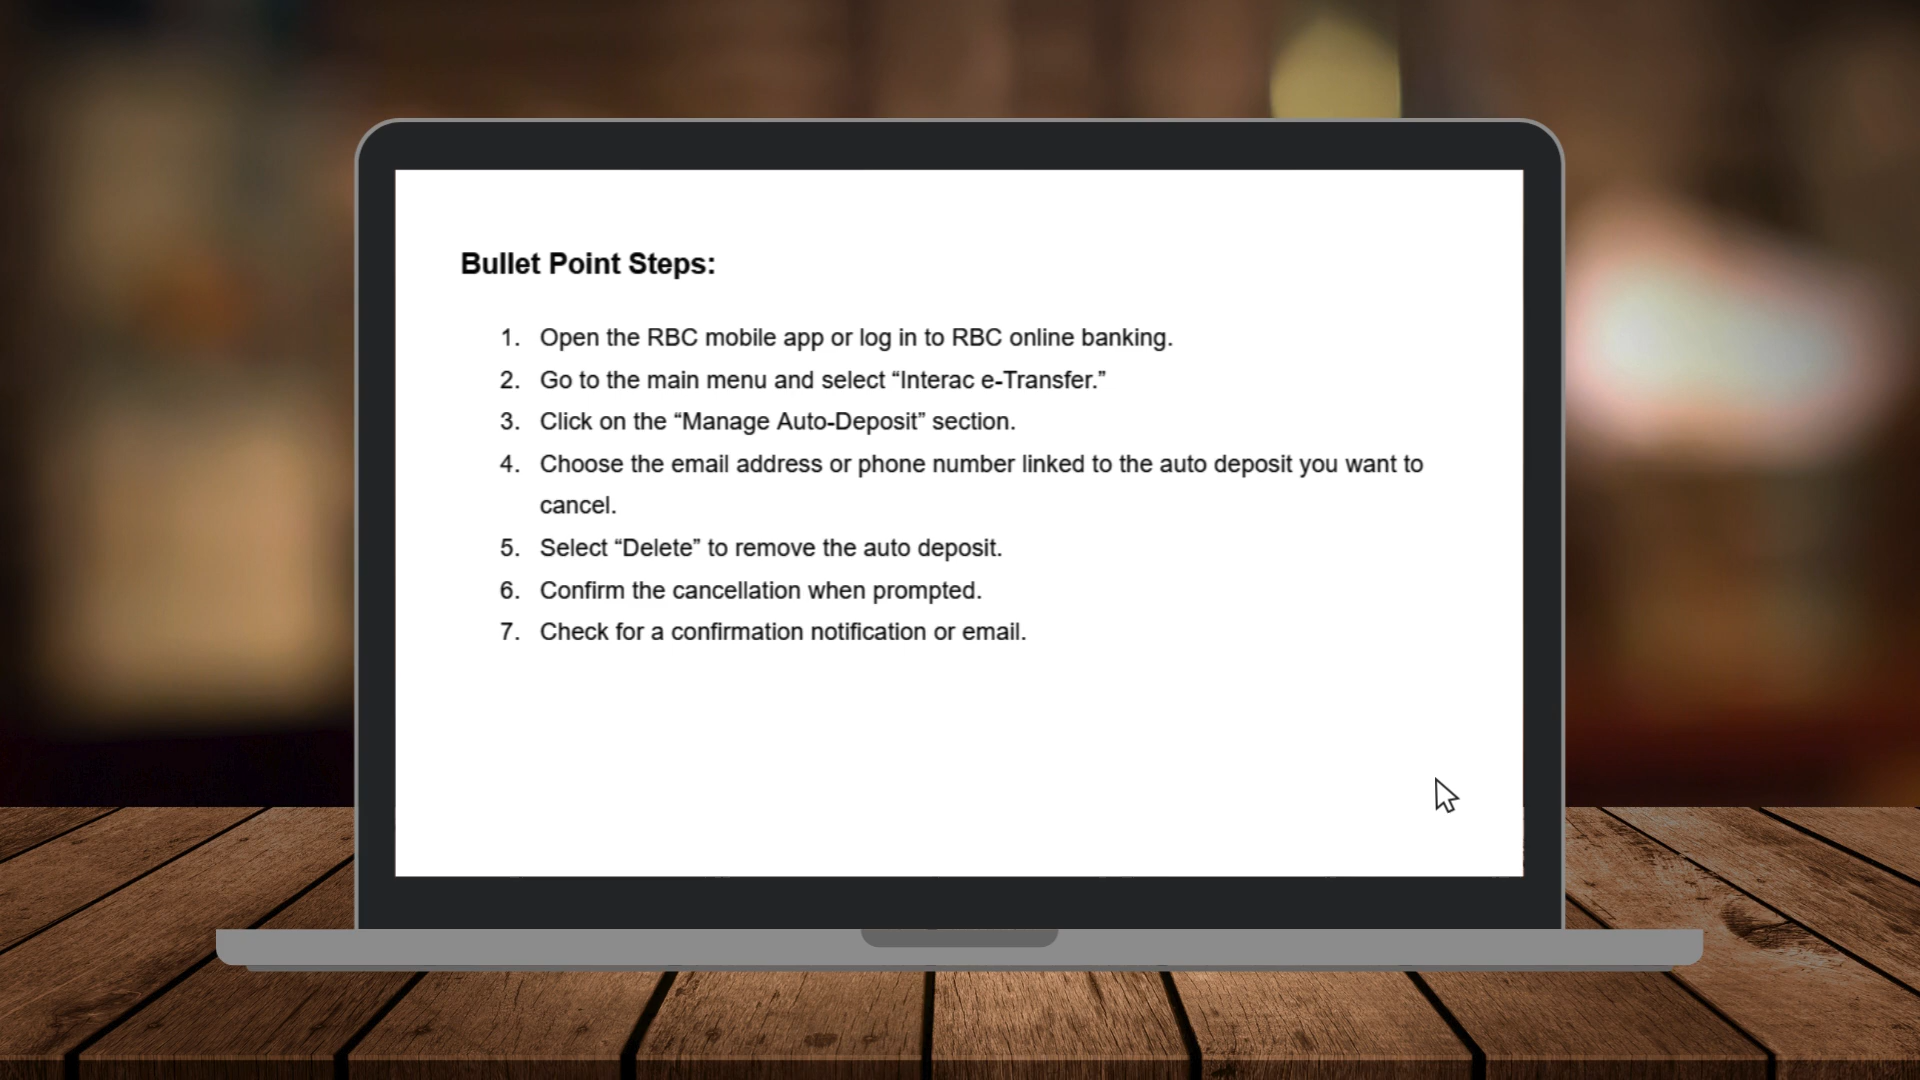 Bullet Point Steps:
1. Open the RBC mobile app or log in to RBC online banking.
2. Go to the main menu and select “Interac e-Transfer.”
3. Click on the “Manage Auto-Deposit” section.
4. Choose the email address or phone number linked to the auto deposit you want to
cancel.
5. Select “Delete” to remove the auto deposit.
6. Confirm the cancellation when prompted.
7. Check for a confirmation notification or email.